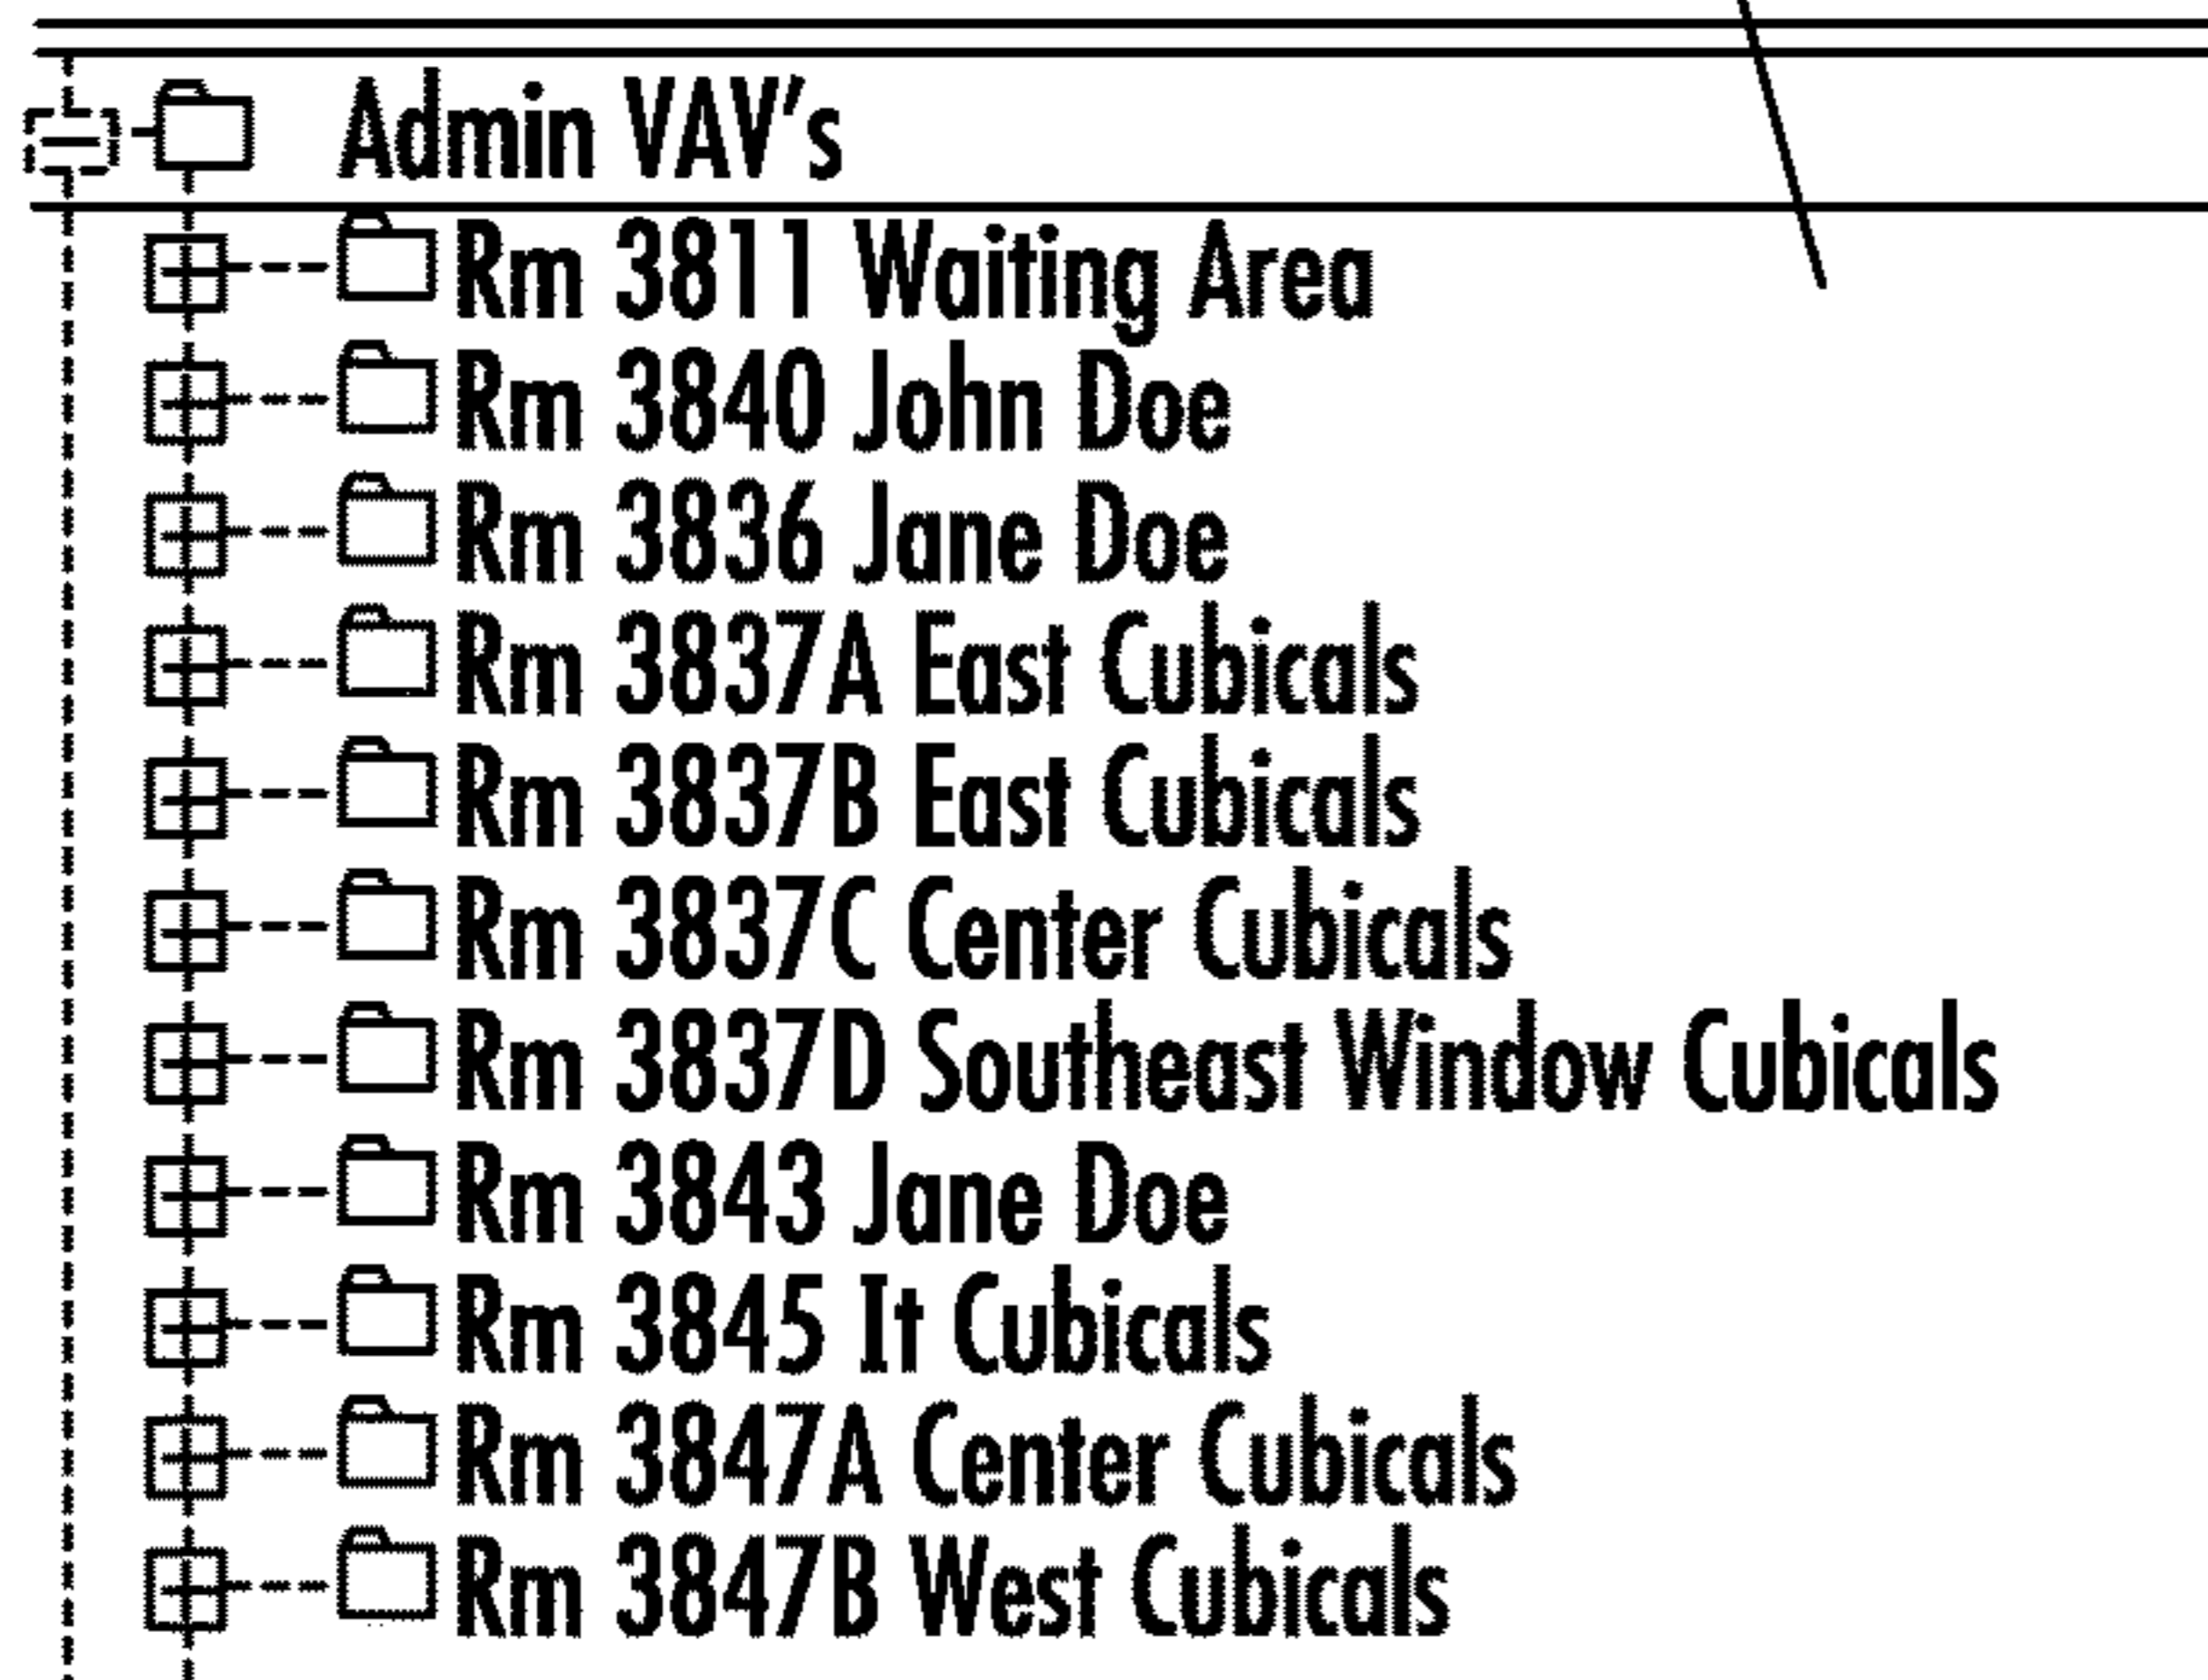 Admin VAV's
Rm 3811 Waiting Area
Rm 3840 John Doe
Rm 3836 Jane Doe
Rm 3837A East Cubicals
Rm 3837B East Cubicals
Rm 3837C Center Cubicals
Rm 3837D Southeast Window Cubicals
Rm 3843 Jane Doe
Rm 3845 It Cubicals
Rm 3847A Center Cubicals
Rm 3847B West Cubicals